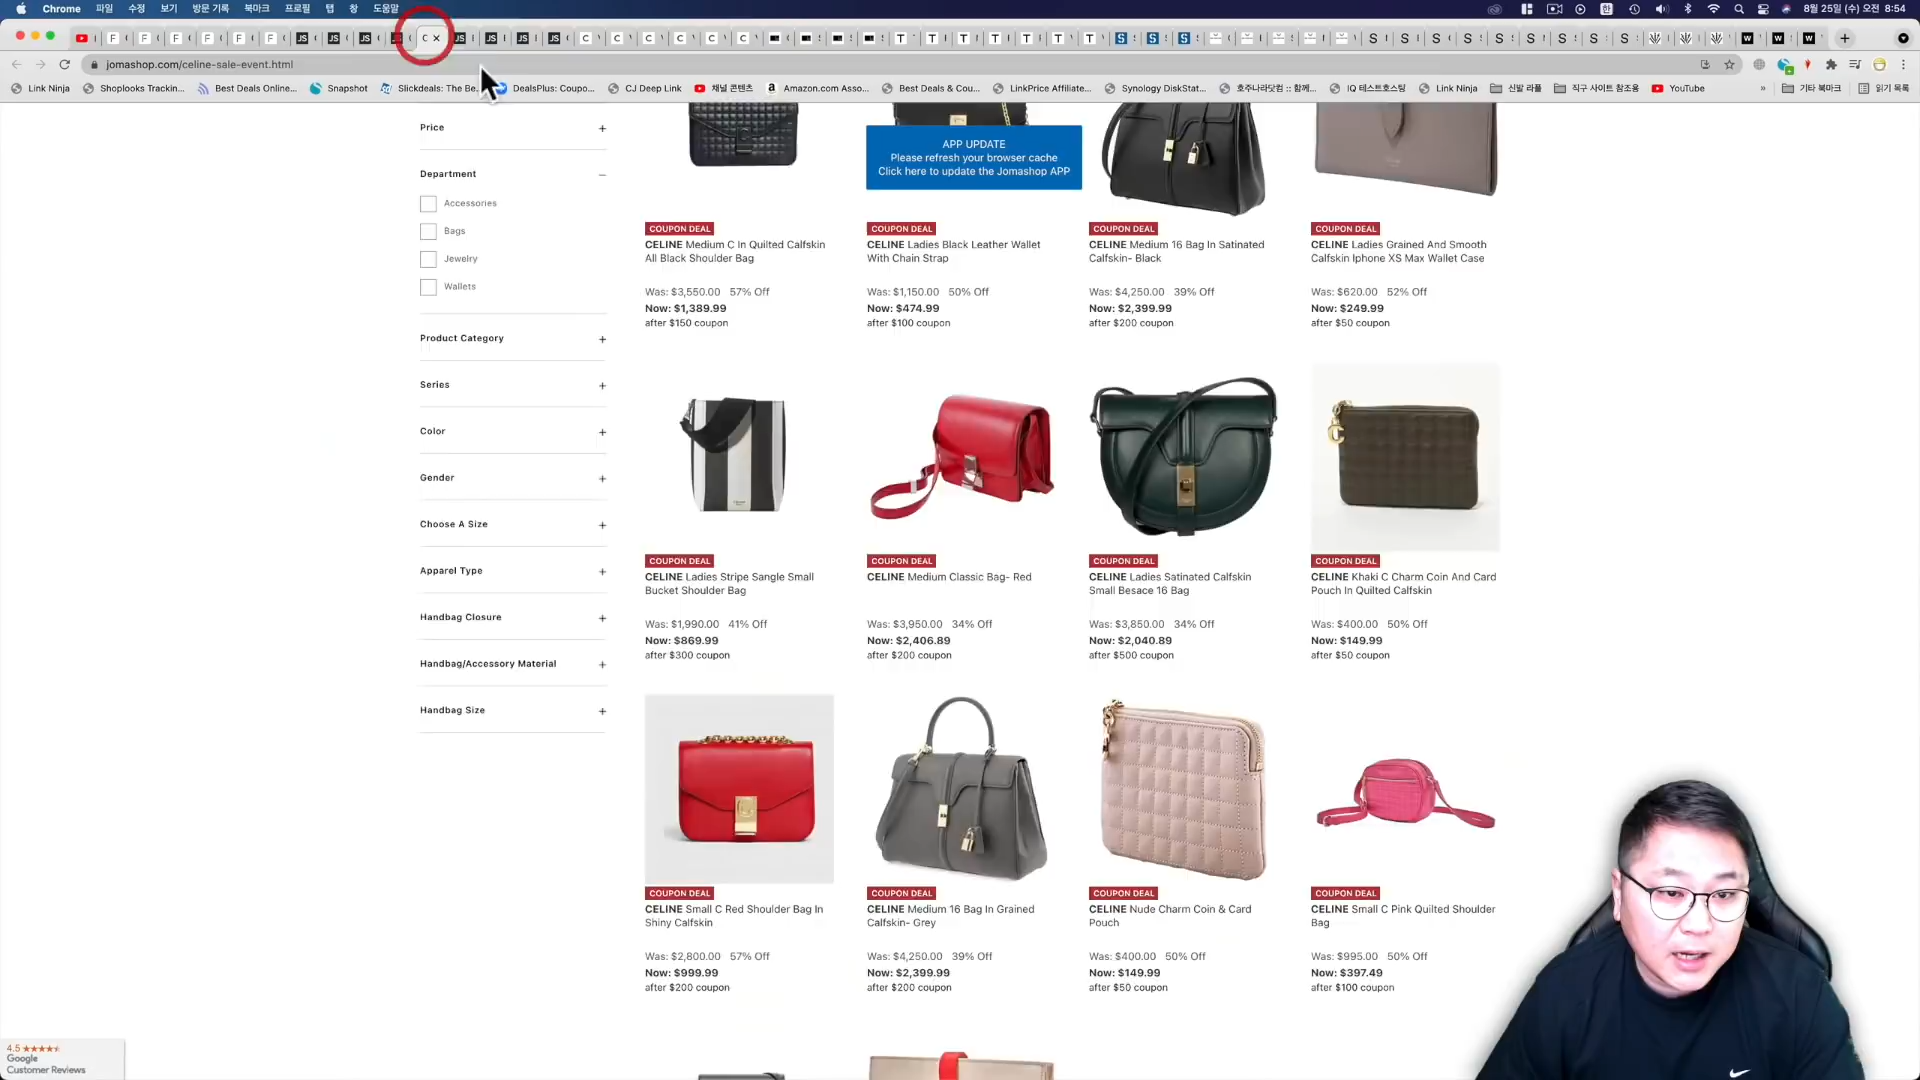 Chrome 파일 수정 보기 방문 기록 북마크 프로필 탭 창 도움말 한 8월 25일 (수) 오전 8:54
jomashop.com/celine-sale-event.html
Link Ninja Shoplooks Trackin... Best Deals Online... Snapshot Slickdeals: The Be... DealsPlus: Coupo... CJ Deep Link 채널 콘텐츠 Amazon.com Asso... Best Deals & Cou... LinkPrice Affiliate... Synology DiskStat... 호주나라닷컴 :: 함께... IQ 테스트호스팅 Link Ninja 신발 라플 직구 사이트 참조용 YouTube » 기타 북마크 읽기 목록
Price +
Department –
Accessories
Bags
Jewelry
Wallets
Product Category +
Series +
Color +
Gender +
Choose A Size +
Apparel Type +
Handbag Closure +
Handbag/Accessory Material +
Handbag Size +
APP UPDATE
Please refresh your browser cache
Click here to update the Jomashop APP
COUPON DEAL
CELINE Medium C In Quilted Calfskin
All Black Shoulder Bag
Was: $3,550.00 57% Off
Now: $1,389.99
after $150 coupon
COUPON DEAL
CELINE Ladies Black Leather Wallet
With Chain Strap
Was: $1,150.00 50% Off
Now: $474.99
after $100 coupon
COUPON DEAL
CELINE Medium 16 Bag In Satinated
Calfskin- Black
Was: $4,250.00 39% Off
Now: $2,399.99
after $200 coupon
COUPON DEAL
CELINE Ladies Grained And Smooth
Calfskin Iphone XS Max Wallet Case
Was: $620.00 52% Off
Now: $249.99
after $50 coupon
COUPON DEAL
CELINE Ladies Stripe Sangle Small
Bucket Shoulder Bag
Was: $1,990.00 41% Off
Now: $869.99
after $300 coupon
COUPON DEAL
CELINE Medium Classic Bag- Red
Was: $3,950.00 34% Off
Now: $2,406.89
after $200 coupon
COUPON DEAL
CELINE Ladies Satinated Calfskin
Small Besace 16 Bag
Was: $3,850.00 34% Off
Now: $2,040.89
after $500 coupon
COUPON DEAL
CELINE Khaki C Charm Coin And Card
Pouch In Quilted Calfskin
Was: $400.00 50% Off
Now: $149.99
after $50 coupon
COUPON DEAL
CELINE Small C Red Shoulder Bag In
Shiny Calfskin
Was: $2,800.00 57% Off
Now: $999.99
after $200 coupon
COUPON DEAL
CELINE Medium 16 Bag In Grained
Calfskin- Grey
Was: $4,250.00 39% Off
Now: $2,399.99
after $200 coupon
COUPON DEAL
CELINE Nude Charm Coin & Card
Pouch
Was: $400.00 50% Off
Now: $149.99
after $50 coupon
COUPON DEAL
CELINE Small C Pink Quilted Shoulder
Bag
Was: $995.00 50% Off
Now: $397.49
after $100 coupon
4.5
Google
Customer Reviews